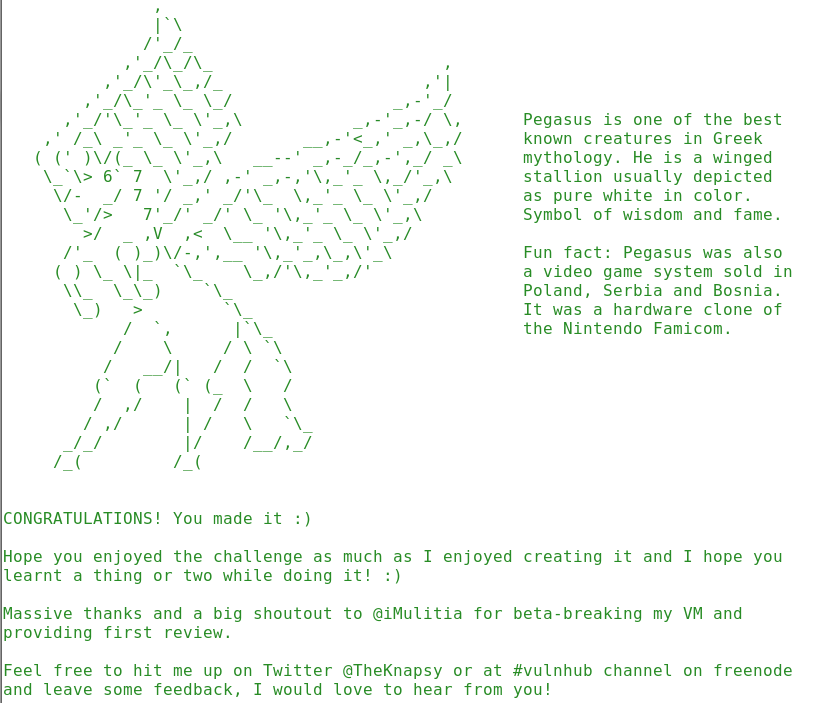 Pegasus is one of the best
known creatures in Greek
mythology. He is a winged
stallion usually depicted
as pure white in color.
Symbol of wisdom and fame.
Fun fact: Pegasus was also
a video game system sold in
Poland, Serbia and Bosnia.
It was a hardware clone of
the Nintendo Famicom.
CONGRATULATIONS! You made it :)
Hope you enjoyed the challenge as much as I enjoyed creating it and I hope you
learnt a thing or two while doing it! :)
Massive thanks and a big shoutout to @iMulitia for beta-breaking my VM and
providing first review.
Feel free to hit me up on Twitter @TheKnapsy or at #vulnhub channel on freenode
and leave some feedback, I would love to hear from you!